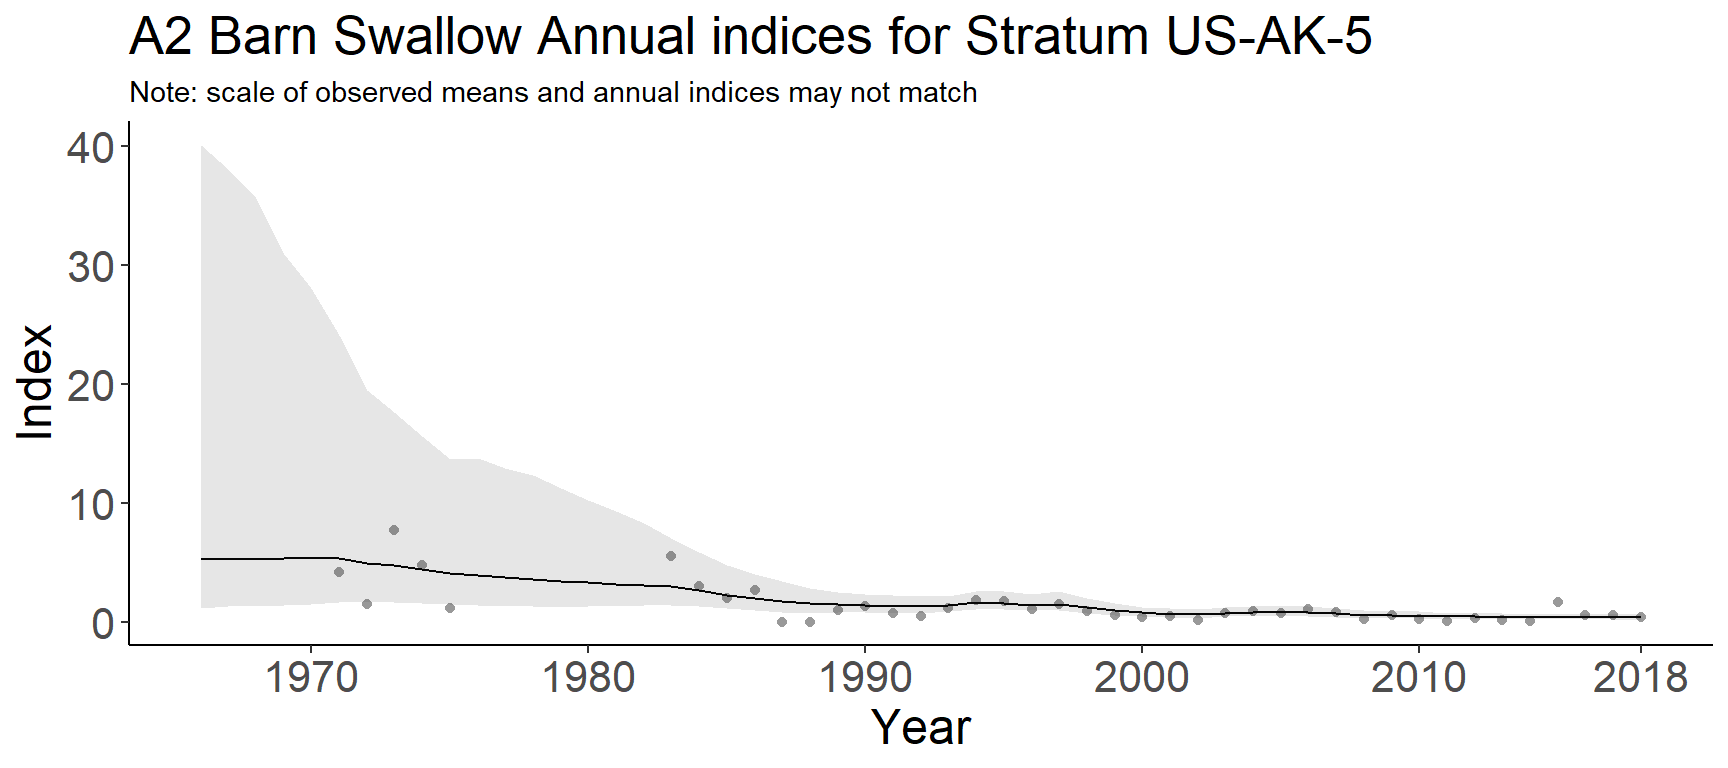 A2 Barn Swallow Annual indices for Stratum US-AK-5
Note: scale of observed means and annual indices may not match
40
30
20
10
0
Index
1970 1980 1990 2000 2010 2018
Year